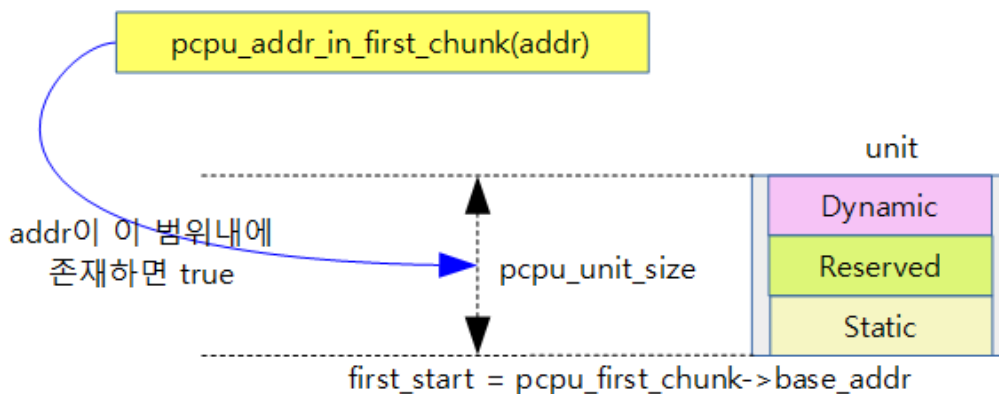 pcpu_addr_in_first_chunk(addr)
unit
Dynamic
addr이 이 범위내에
존재하면 true
pcpu_unit_size
Reserved
Static
first_start = pcpu_first_chunk->base_addr